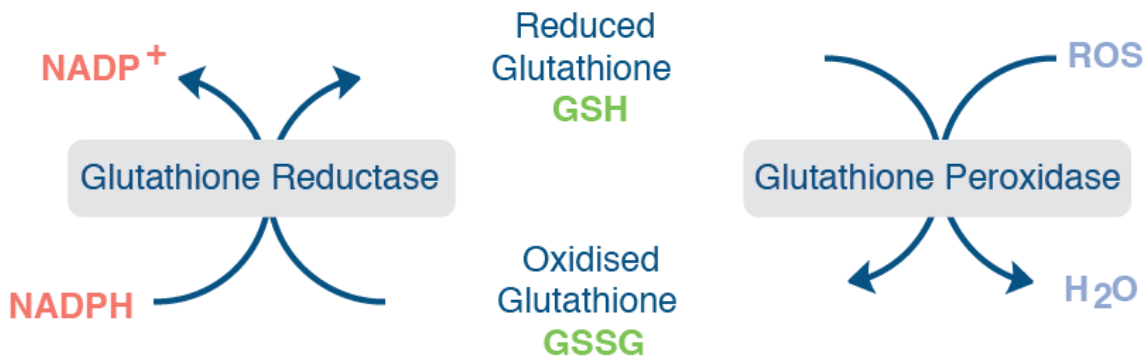 NADP+
Reduced
Glutathione
GSH
ROS
Glutathione Reductase
Glutathione Peroxidase
NADPH
Oxidised
Glutathione
GSSG
H2O